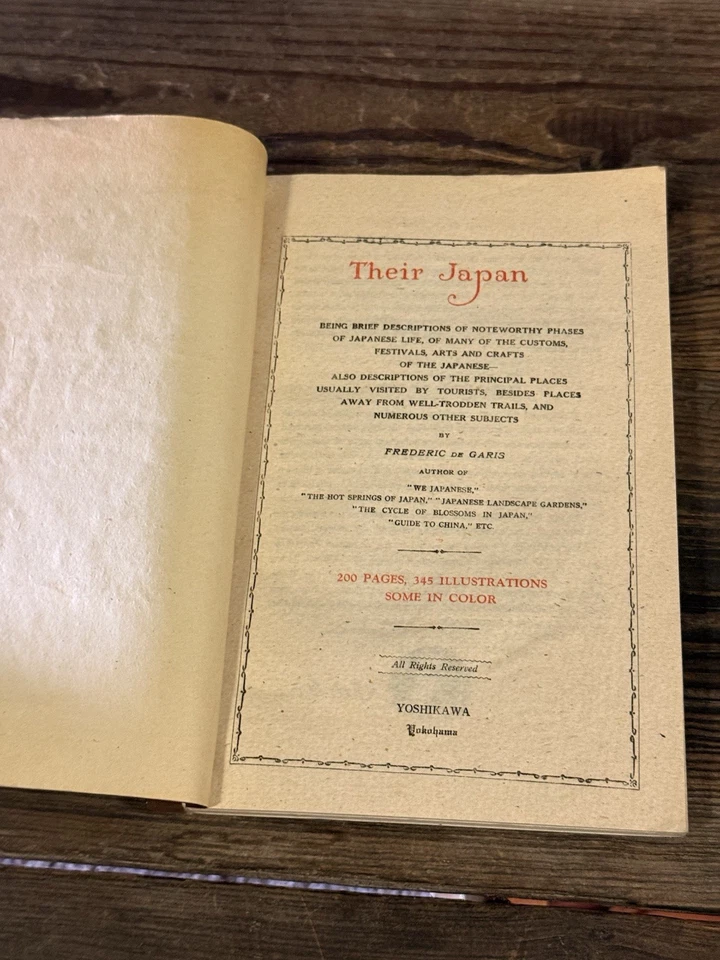 Their Japan
BEING BRIEF DESCRIPTIONS OF NOTEWORTHY PHASES
OF JAPANESE LIFE, OF MANY OF THE CUSTOMS,
FESTIVALS, ARTS AND CRAFTS
OF THE JAPANESE—
ALSO DESCRIPTIONS OF THE PRINCIPAL PLACES
USUALLY VISITED BY TOURISTS, BESIDES PLACES
AWAY FROM WELL-TRODDEN TRAILS, AND
NUMEROUS OTHER SUBJECTS
BY
FREDERIC DE GARIS
AUTHOR OF
"WE JAPANESE,"
"THE HOT SPRINGS OF JAPAN," "JAPANESE LANDSCAPE GARDENS,"
"THE CYCLE OF BLOSSOMS IN JAPAN,"
"GUIDE TO CHINA," ETC.
200 PAGES, 345 ILLUSTRATIONS
SOME IN COLOR
All Rights Reserved
YOSHIKAWA
Yokohama